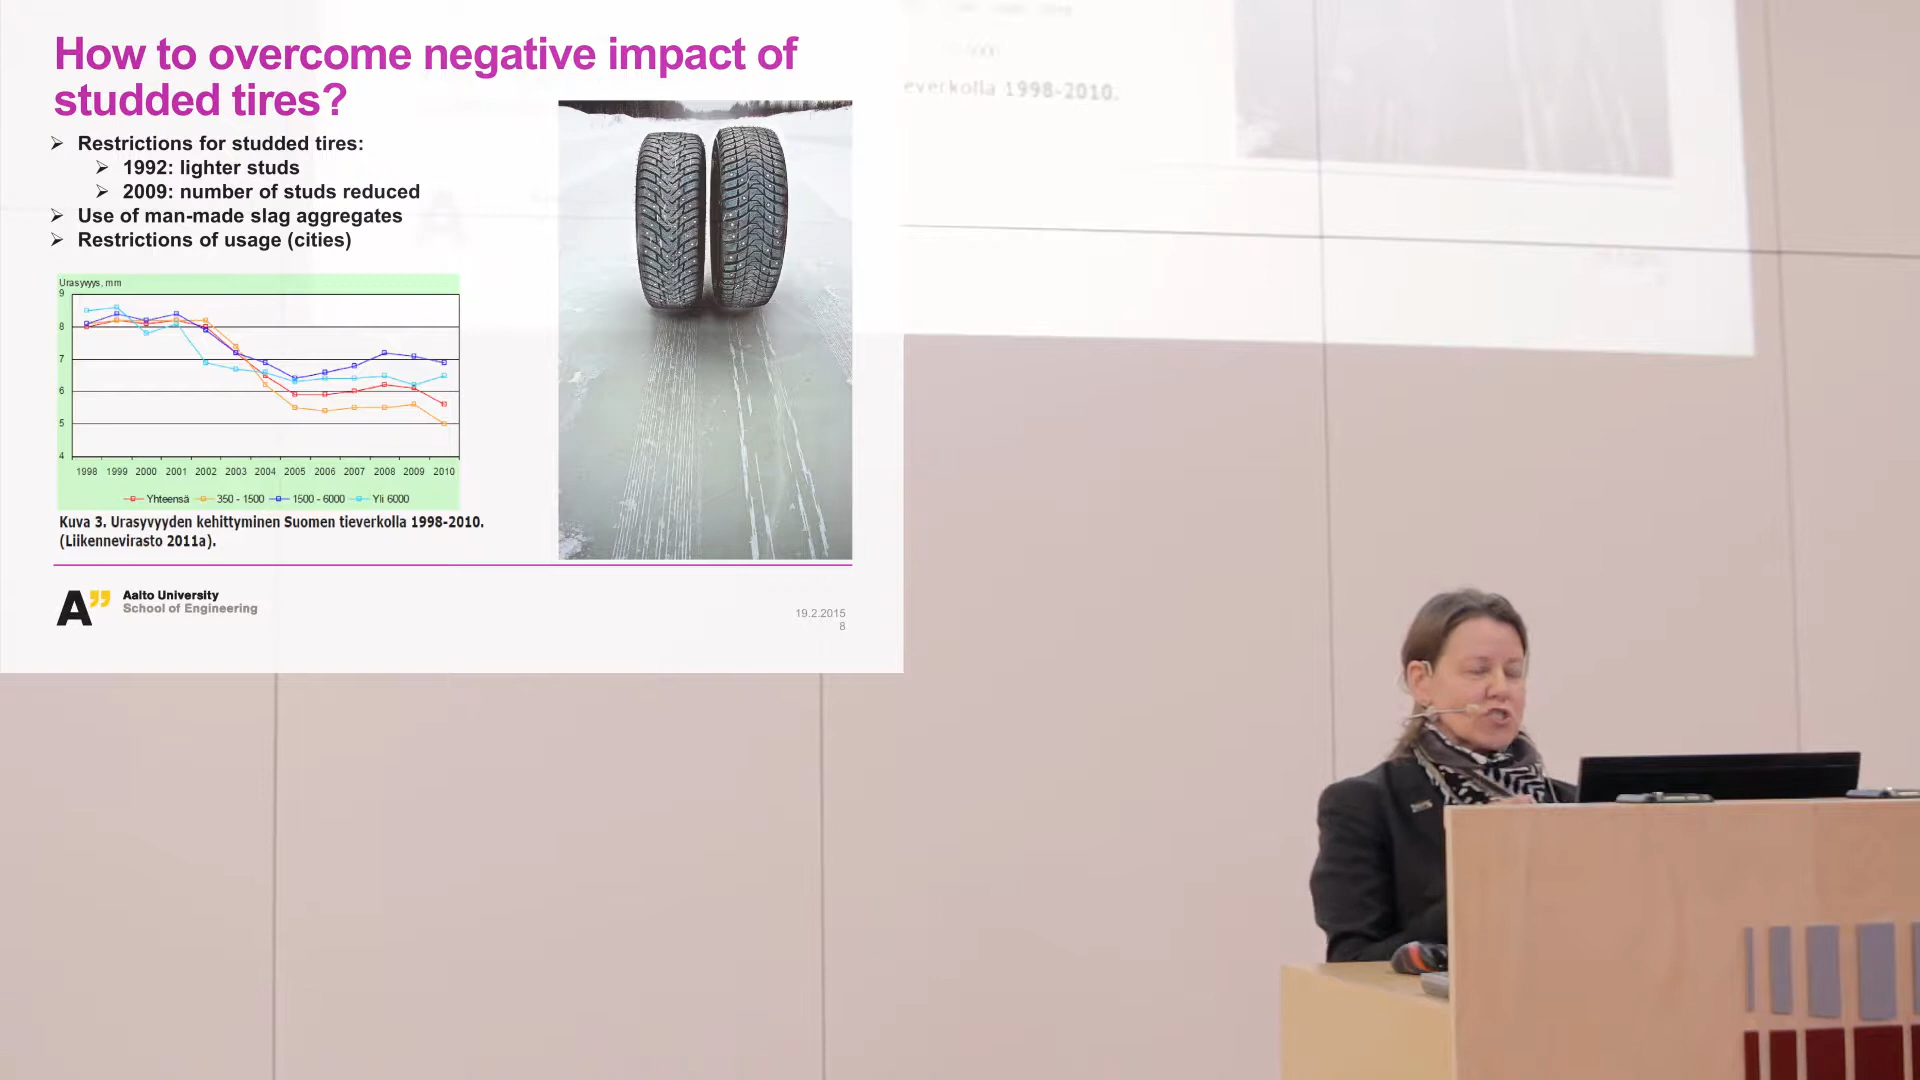 How to overcome negative impact of
studded tires?
Restrictions for studded tires:
1992: lighter studs
2009: number of studs reduced
Use of man-made slag aggregates
Restrictions of usage (cities)
Urasyvyys, mm
9
8
7
6
5
4
1998 1999 2000 2001 2002 2003 2004 2005 2006 2007 2008 2009 2010
Yhteensä 350 - 1500 1500 - 6000 Yli 6000
Kuva 3. Urasyvyyden kehittyminen Suomen tieverkolla 1998-2010.
(Liikennevirasto 2011a).
A”
Aalto University
School of Engineering
19.2.2015
8
everkolla 1998-2010.